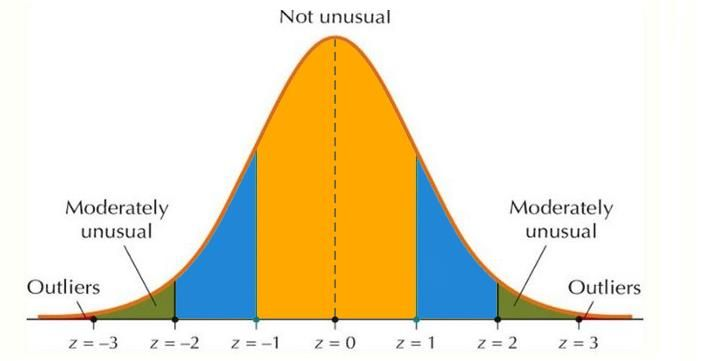 Not unusual
Moderately
unusual
Moderately
unusual
Outliers
Outliers
z = –3
z = –2
z = –1
z = 0
z = 1
z = 2
z = 3